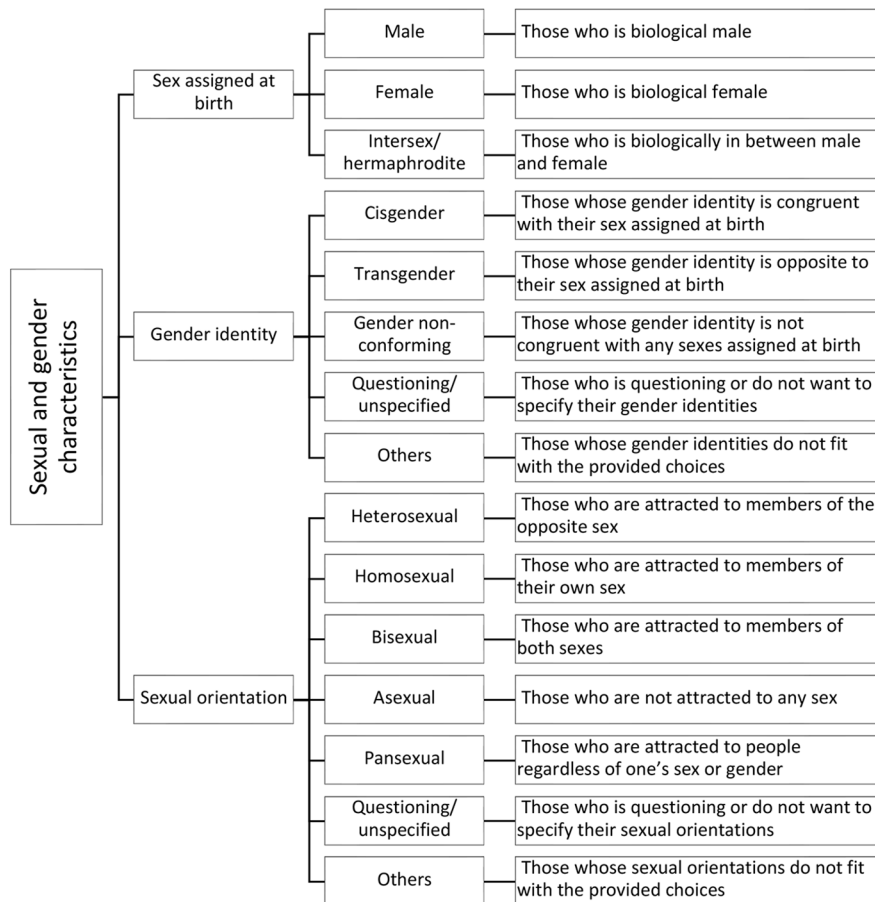 Sexual and gender
characteristics
Sex assigned at
birth
Male
Those who is biological male
Female
Those who is biological female
Intersex/
hermaphrodite
Those who is biologically in between male
and female
Gender identity
Cisgender
Those whose gender identity is congruent
with their sex assigned at birth
Transgender
Those whose gender identity is opposite to
their sex assigned at birth
Gender non-
conforming
Those whose gender identity is not
congruent with any sexes assigned at birth
Questioning/
unspecified
Those who is questioning or do not want to
specify their gender identities
Others
Those whose gender identities do not fit
with the provided choices
Sexual orientation
Heterosexual
Those who are attracted to members of the
opposite sex
Homosexual
Those who are attracted to members of
their own sex
Bisexual
Those who are attracted to members of
both sexes
Asexual
Those who are not attracted to any sex
Pansexual
Those who are attracted to people
regardless of one’s sex or gender
Questioning/
unspecified
Those who is questioning or do not want to
specify their sexual orientations
Others
Those whose sexual orientations do not fit
with the provided choices